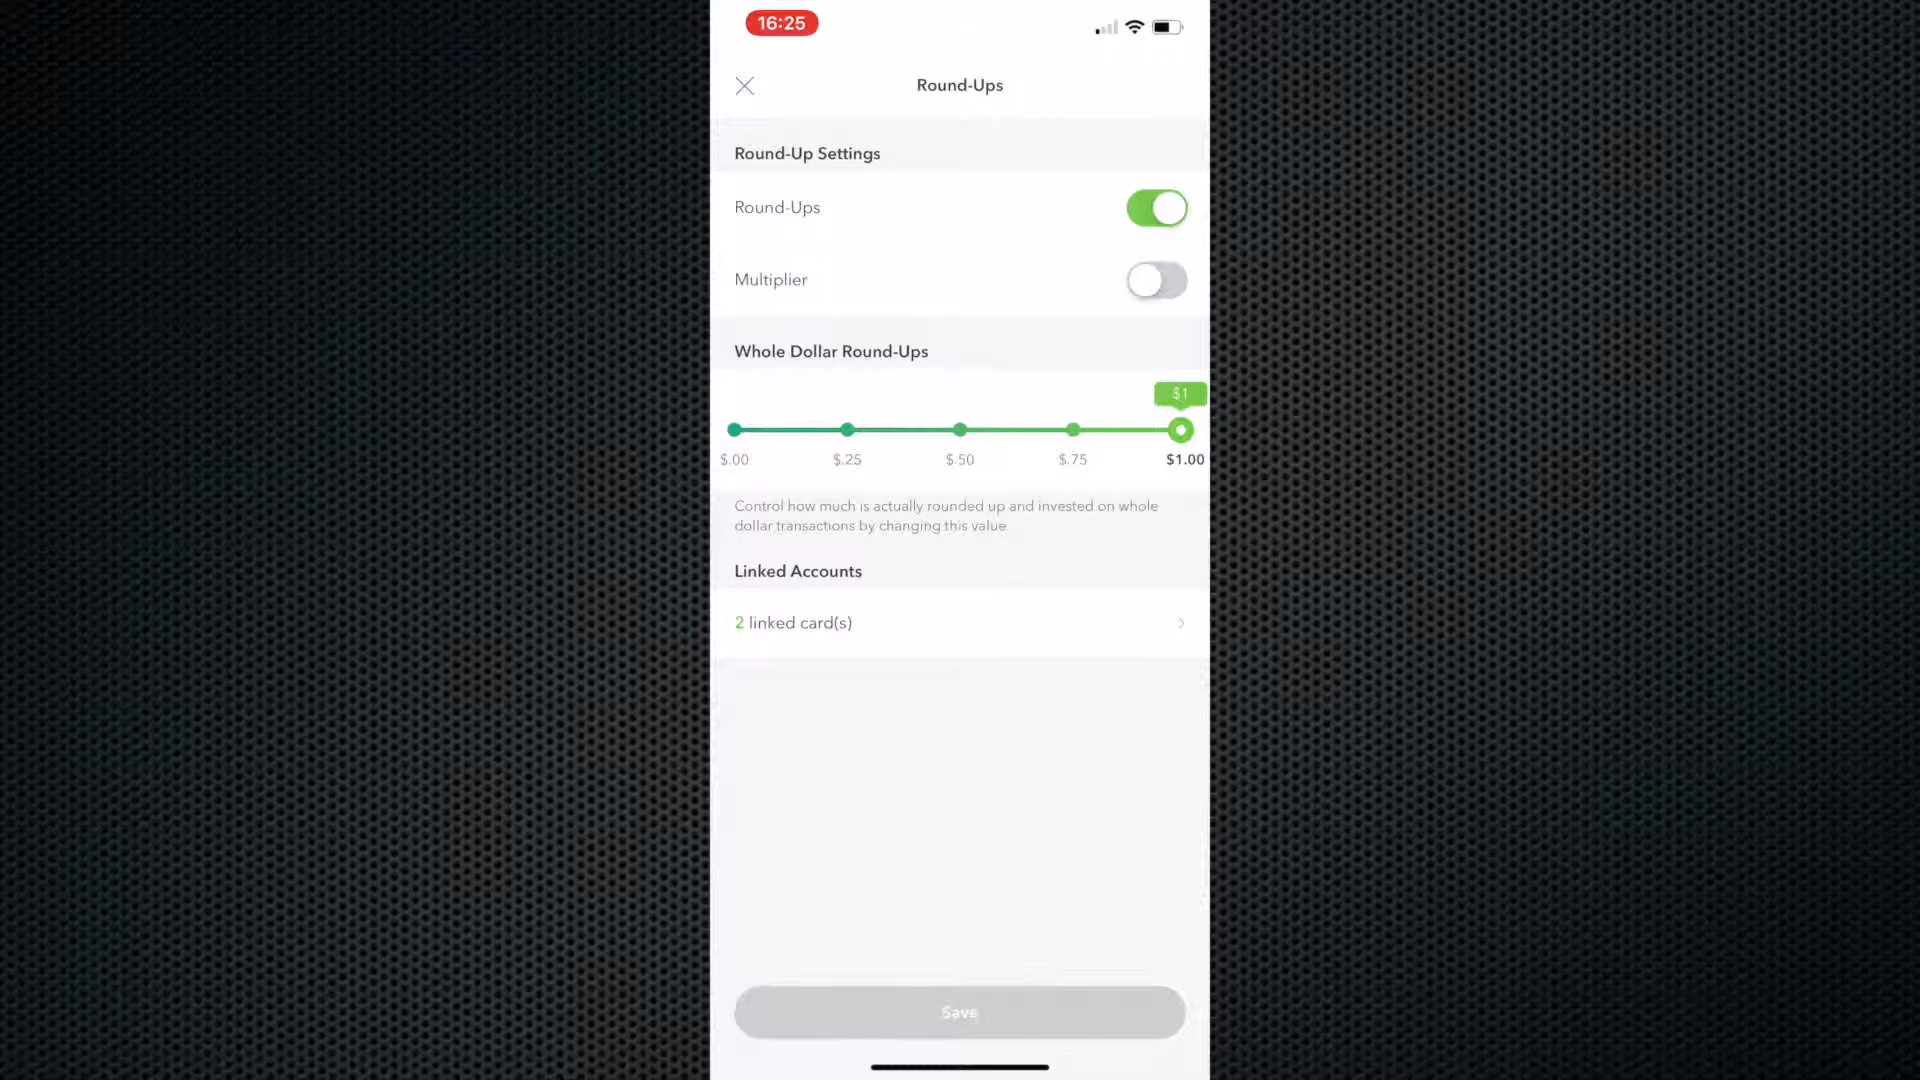 16:25
Round-Ups
Round-Up Settings
Round-Ups
Multiplier
Whole Dollar Round-Ups
$1
$.00 $.25 $.50 $.75 $1.00
Control how much is actually rounded up and invested on whole
dollar transactions by changing this value.
Linked Accounts
2 linked card(s)
Save